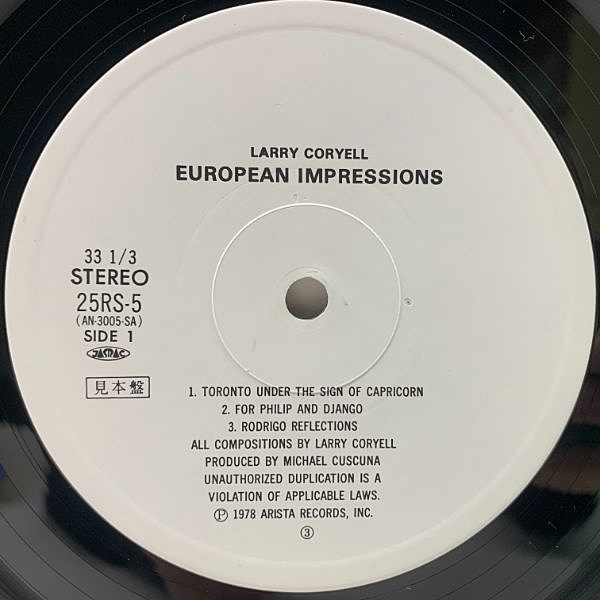 LARRY CORYELL
EUROPEAN IMPRESSIONS
33 1/3
STEREO
25RS-5
(AN-3005-SA)
SIDE 1
JASRAC
見本盤
1. TORONTO UNDER THE SIGN OF CAPRICORN
2. FOR PHILIP AND DJANGO
3. RODRIGO REFLECTIONS
ALL COMPOSITIONS BY LARRY CORYELL
PRODUCED BY MICHAEL CUSCUNA
UNAUTHORIZED DUPLICATION IS A
VIOLATION OF APPLICABLE LAWS.
Ⓟ 1978 ARISTA RECORDS, INC.
③